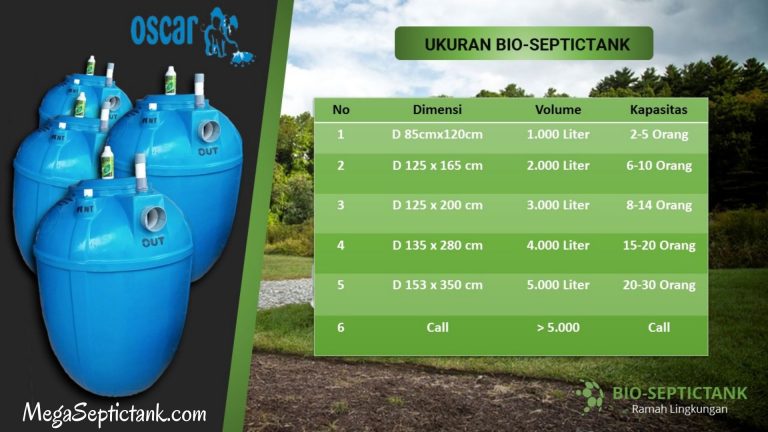 oscar
UKURAN BIO-SEPTICTANK
No Dimensi Volume Kapasitas
1 D 85cmx120cm 1.000 Liter 2-5 Orang
2 D 125 x 165 cm 2.000 Liter 6-10 Orang
3 D 125 x 200 cm 3.000 Liter 8-14 Orang
4 D 135 x 280 cm 4.000 Liter 15-20 Orang
5 D 153 x 350 cm 5.000 Liter 20-30 Orang
6 Call > 5.000 Call
VENT
OUT
OUT
MegaSeptictank.com
BIO-SEPTICTANK
Ramah Lingkungan